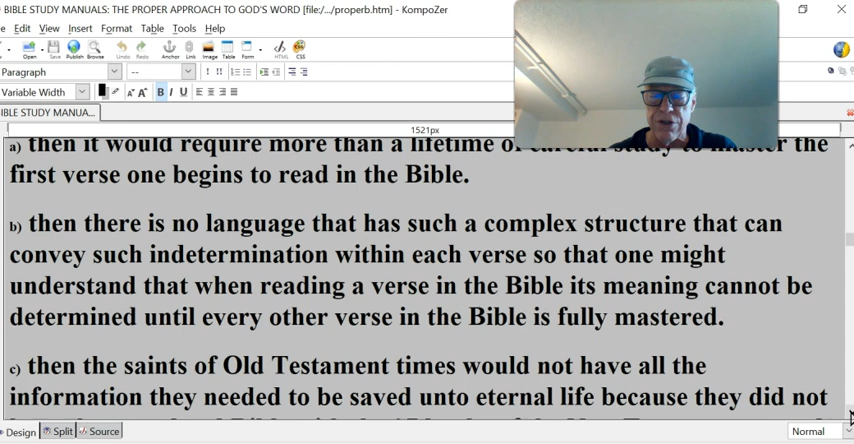 BIBLE STUDY MANUALS: THE PROPER APPROACH TO GOD'S WORD [file:/.../properb.htm] - KompoZer
e Edit View Insert Format Table Tools Help
Open Save Publish Browse Undo Redo Anchor Link Image Table Form HTML CSS
Paragraph --
Variable Width B I U
IBLE STUDY MANUA...
1521px
a) then it would require more than a lifetime of careful study to master the
first verse one begins to read in the Bible.
b) then there is no language that has such a complex structure that can
convey such indetermination within each verse so that one might
understand that when reading a verse in the Bible its meaning cannot be
determined until every other verse in the Bible is fully mastered.
c) then the saints of Old Testament times would not have all the
information they needed to be saved unto eternal life because they did not
Design Split Source Normal